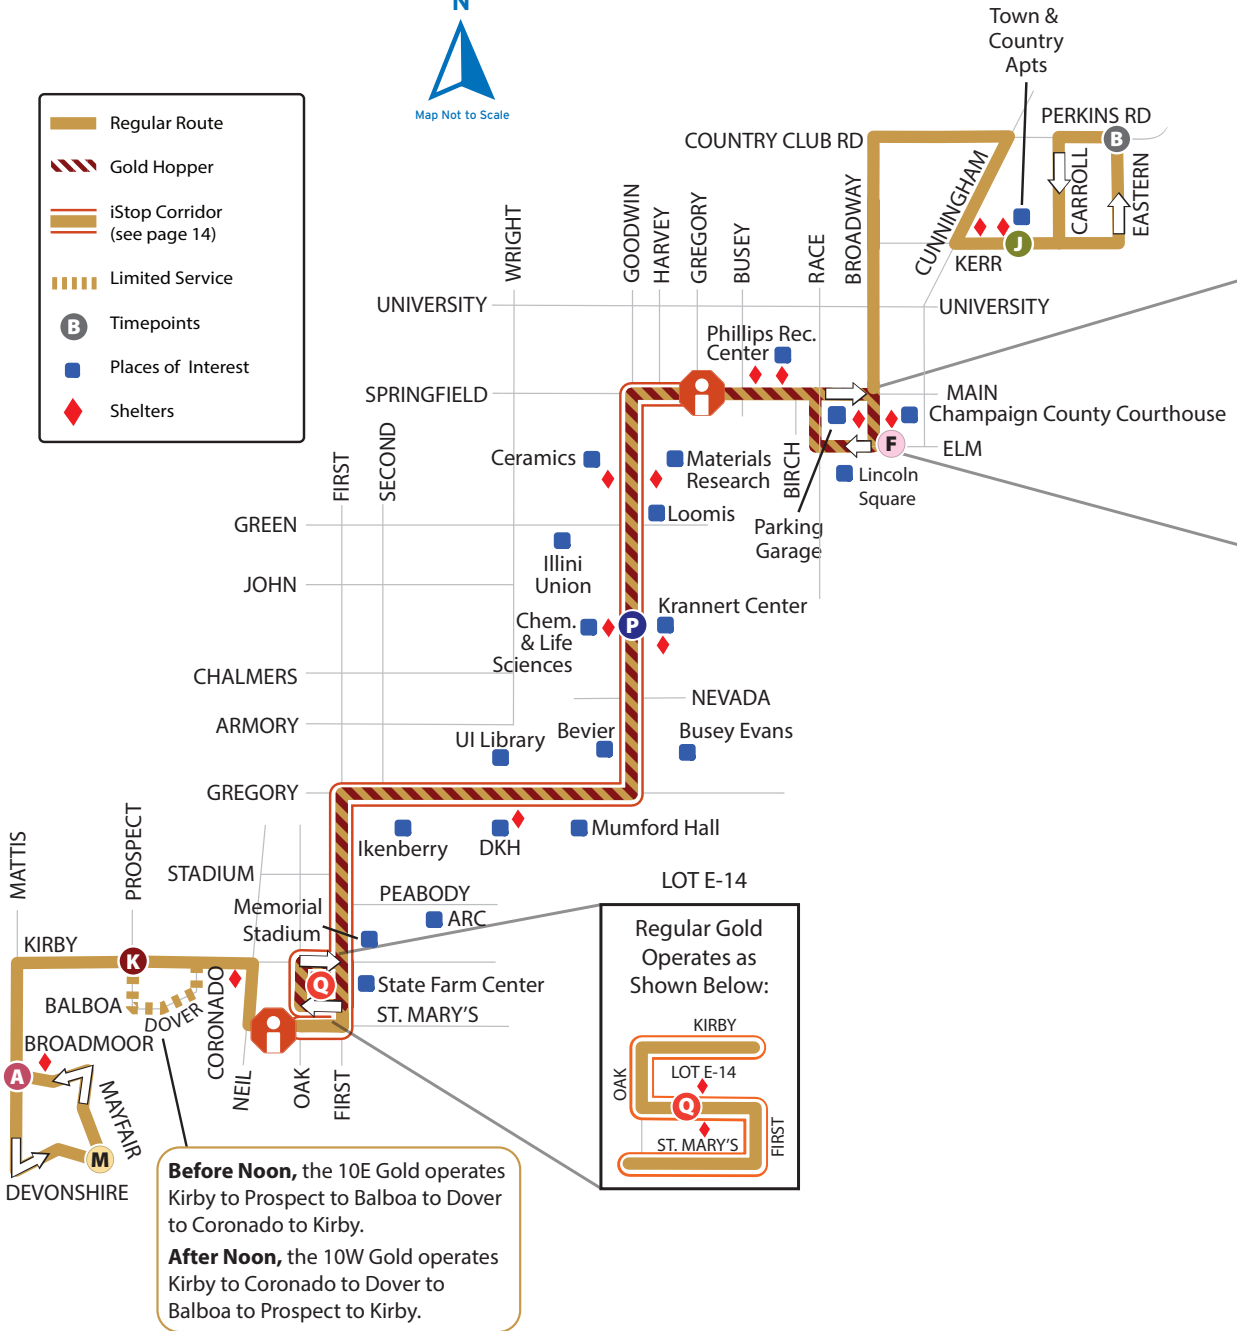 N
Map Not to Scale
Regular Route
Gold Hopper
iStop Corridor
(see page 14)
Limited Service
B
Timepoints
Places of Interest
Shelters
Town &
Country
Apts
PERKINS RD
COUNTRY CLUB RD
B
BROADWAY
CUNNINGHAM
CARROLL
EASTERN
J
KERR
WRIGHT
GOODWIN
HARVEY
GREGORY
BUSEY
RACE
UNIVERSITY
UNIVERSITY
Phillips Rec.
Center
SPRINGFIELD
i
MAIN
Champaign County Courthouse
F
ELM
FIRST
SECOND
Ceramics
Materials
Research
BIRCH
Lincoln
Square
Loomis
Parking
Garage
GREEN
Illini
Union
JOHN
Krannert Center
Chem.
& Life
Sciences
P
CHALMERS
NEVADA
ARMORY
UI Library
Bevier
Busey Evans
GREGORY
MATTIS
PROSPECT
Ikenberry
DKH
Mumford Hall
STADIUM
PEABODY
LOT E-14
Memorial
Stadium
ARC
KIRBY
K
Q
State Farm Center
ST. MARY'S
BALBOA
DOVER
CORONADO
i
BROADMOOR
A
MAYFAIR
M
DEVONSHIRE
NEIL
OAK
FIRST
Regular Gold
Operates as
Shown Below:
KIRBY
OAK
LOT E-14
Q
ST. MARY'S
FIRST
Before Noon, the 10E Gold operates
Kirby to Prospect to Balboa to Dover
to Coronado to Kirby.
After Noon, the 10W Gold operates
Kirby to Coronado to Dover to
Balboa to Prospect to Kirby.